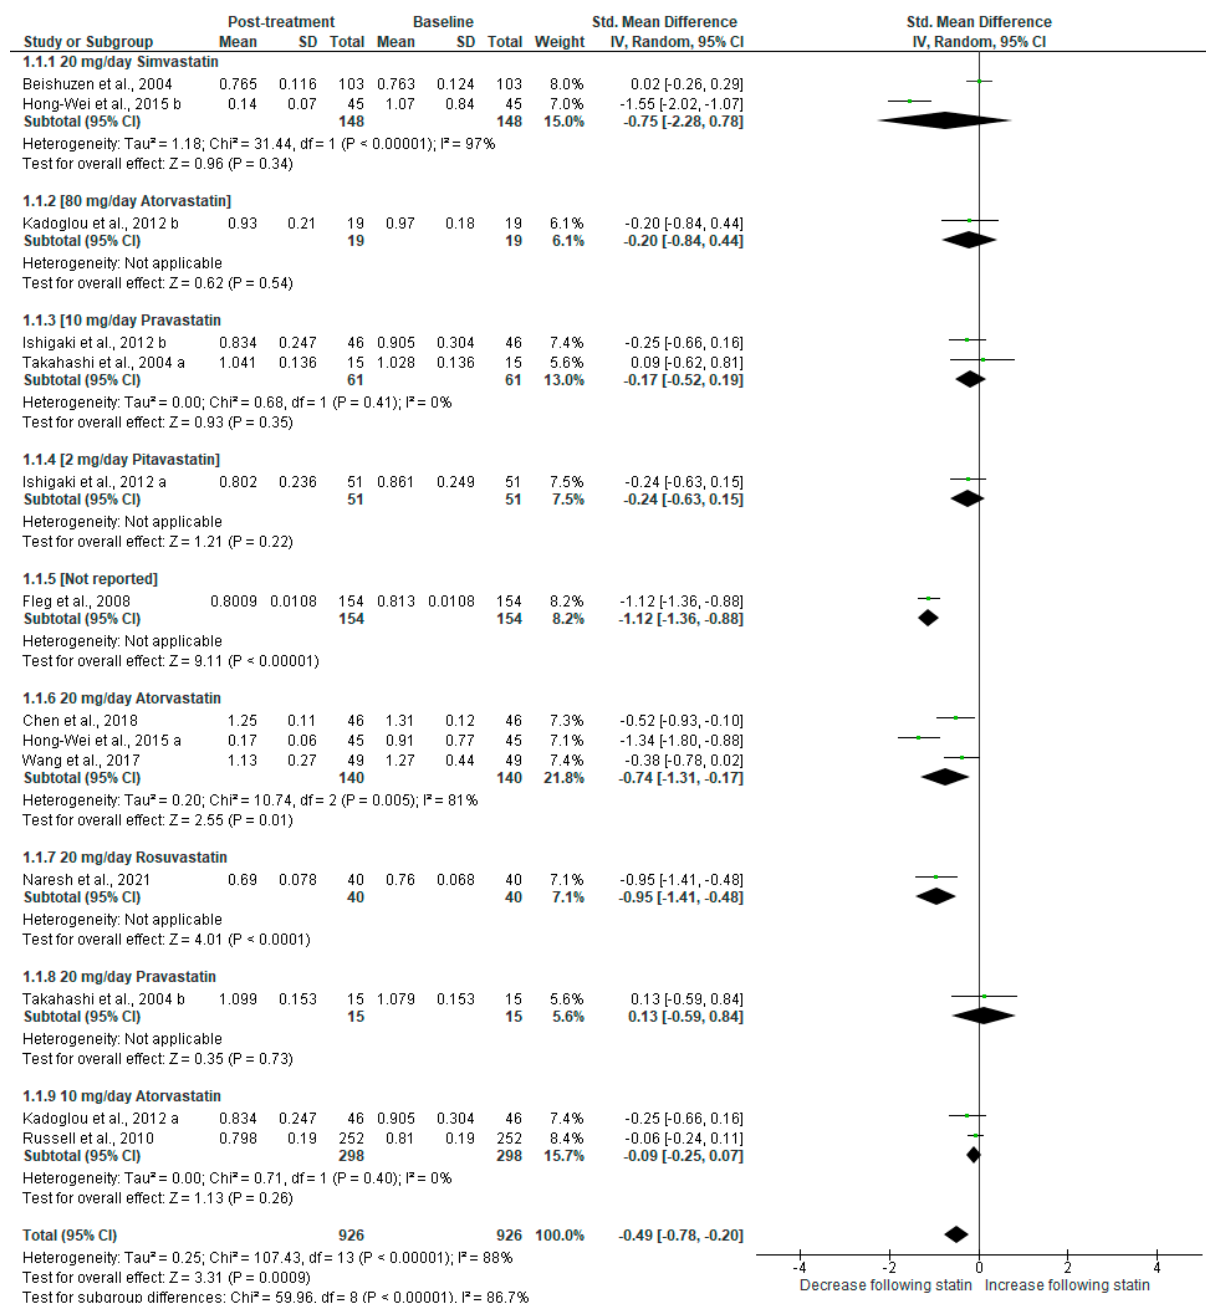 Post-treatment Baseline Std. Mean Difference Std. Mean Difference
Study or Subgroup Mean SD Total Mean SD Total Weight IV, Random, 95% CI IV, Random, 95% CI
1.1.1 20 mg/day Simvastatin
Beishuzen et al., 2004 0.765 0.116 103 0.763 0.124 103 8.0% 0.02 [-0.26, 0.29]
Hong-Wei et al., 2015 b 0.14 0.07 45 1.07 0.84 45 7.0% -1.55 [-2.02, -1.07]
Subtotal (95% CI) 148 148 15.0% -0.75 [-2.28, 0.78]
Heterogeneity: Tau² = 1.18; Chi² = 31.44, df = 1 (P < 0.00001); I² = 97%
Test for overall effect: Z = 0.96 (P = 0.34)
1.1.2 [80 mg/day Atorvastatin]
Kadoglou et al., 2012 b 0.93 0.21 19 0.97 0.18 19 6.1% -0.20 [-0.84, 0.44]
Subtotal (95% CI) 19 19 6.1% -0.20 [-0.84, 0.44]
Heterogeneity: Not applicable
Test for overall effect: Z = 0.62 (P = 0.54)
1.1.3 [10 mg/day Pravastatin
Ishigaki et al., 2012 b 0.834 0.247 46 0.905 0.304 46 7.4% -0.25 [-0.66, 0.16]
Takahashi et al., 2004 a 1.041 0.136 15 1.028 0.136 15 5.6% 0.09 [-0.62, 0.81]
Subtotal (95% CI) 61 61 13.0% -0.17 [-0.52, 0.19]
Heterogeneity: Tau² = 0.00; Chi² = 0.68, df = 1 (P = 0.41); I² = 0%
Test for overall effect: Z = 0.93 (P = 0.35)
1.1.4 [2 mg/day Pitavastatin]
Ishigaki et al., 2012 a 0.802 0.236 51 0.861 0.249 51 7.5% -0.24 [-0.63, 0.15]
Subtotal (95% CI) 51 51 7.5% -0.24 [-0.63, 0.15]
Heterogeneity: Not applicable
Test for overall effect: Z = 1.21 (P = 0.22)
1.1.5 [Not reported]
Fleg et al., 2008 0.8009 0.0108 154 0.813 0.0108 154 8.2% -1.12 [-1.36, -0.88]
Subtotal (95% CI) 154 154 8.2% -1.12 [-1.36, -0.88]
Heterogeneity: Not applicable
Test for overall effect: Z = 9.11 (P < 0.00001)
1.1.6 20 mg/day Atorvastatin
Chen et al., 2018 1.25 0.11 46 1.31 0.12 46 7.3% -0.52 [-0.93, -0.10]
Hong-Wei et al., 2015 a 0.17 0.06 45 0.91 0.77 45 7.1% -1.34 [-1.80, -0.88]
Wang et al., 2017 1.13 0.27 49 1.27 0.44 49 7.4% -0.38 [-0.78, 0.02]
Subtotal (95% CI) 140 140 21.8% -0.74 [-1.31, -0.17]
Heterogeneity: Tau² = 0.20; Chi² = 10.74, df = 2 (P = 0.005); I² = 81%
Test for overall effect: Z = 2.55 (P = 0.01)
1.1.7 20 mg/day Rosuvastatin
Naresh et al., 2021 0.69 0.078 40 0.76 0.068 40 7.1% -0.95 [-1.41, -0.48]
Subtotal (95% CI) 40 40 7.1% -0.95 [-1.41, -0.48]
Heterogeneity: Not applicable
Test for overall effect: Z = 4.01 (P < 0.0001)
1.1.8 20 mg/day Pravastatin
Takahashi et al., 2004 b 1.099 0.153 15 1.079 0.153 15 5.6% 0.13 [-0.59, 0.84]
Subtotal (95% CI) 15 15 5.6% 0.13 [-0.59, 0.84]
Heterogeneity: Not applicable
Test for overall effect: Z = 0.35 (P = 0.73)
1.1.9 10 mg/day Atorvastatin
Kadoglou et al., 2012 a 0.834 0.247 46 0.905 0.304 46 7.4% -0.25 [-0.66, 0.16]
Russell et al., 2010 0.798 0.19 252 0.81 0.19 252 8.4% -0.06 [-0.24, 0.11]
Subtotal (95% CI) 298 298 15.7% -0.09 [-0.25, 0.07]
Heterogeneity: Tau² = 0.00; Chi² = 0.71, df = 1 (P = 0.40); I² = 0%
Test for overall effect: Z = 1.13 (P = 0.26)
Total (95% CI) 926 926 100.0% -0.49 [-0.78, -0.20]
Heterogeneity: Tau² = 0.25; Chi² = 107.43, df = 13 (P < 0.00001); I² = 88%
Test for overall effect: Z = 3.31 (P = 0.0009)
Test for subgroup differences: Chi² = 59.96, df = 8 (P < 0.00001), I² = 86.7%
-4 -2 0 2 4
Decrease following statin Increase following statin